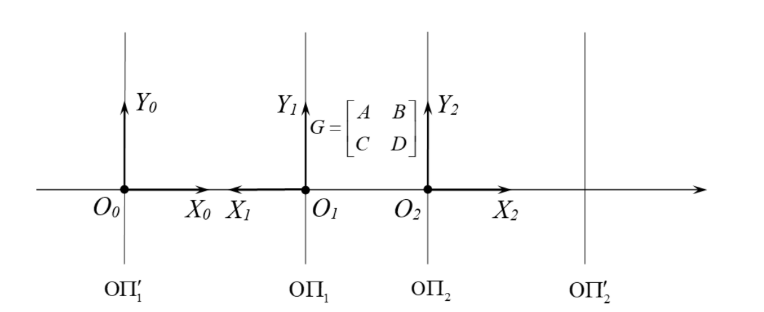 Y₀ Y₁ G = [A B] Y₂
[C D]
O₀ X₀ X₁ O₁ O₂ X₂
ОП′₁ ОП₁ ОП₂ ОП′₂